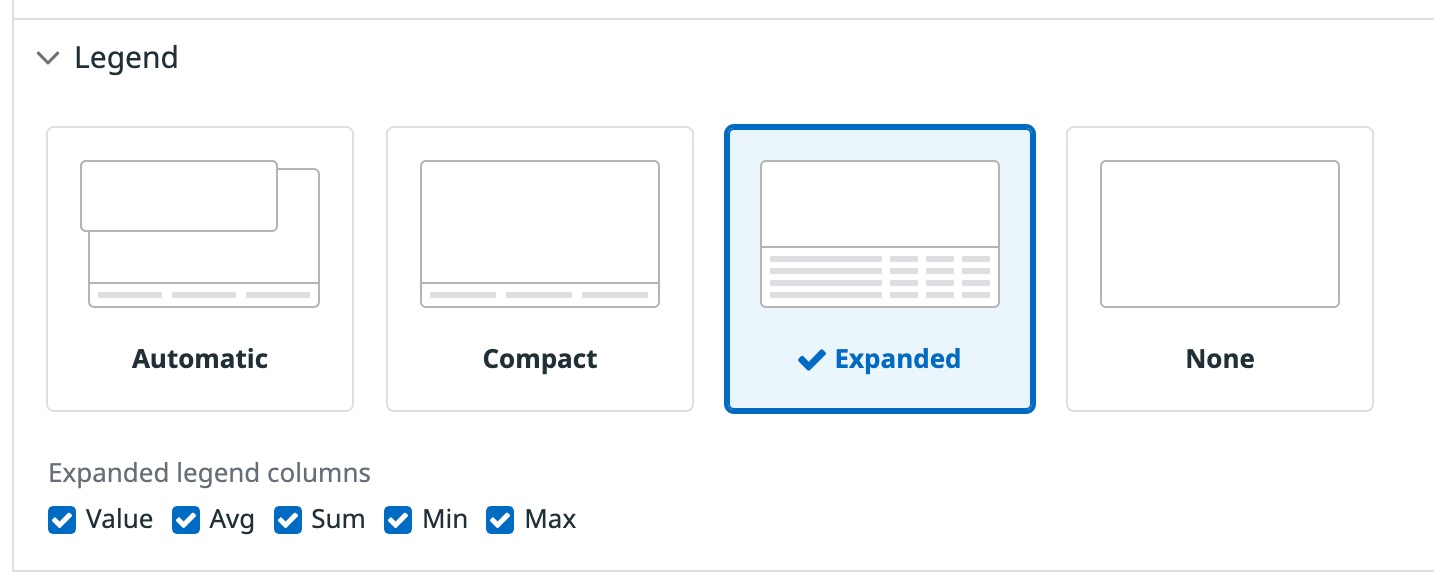 Legend
Automatic
Compact
Expanded
None
Expanded legend columns
Value Avg Sum Min Max